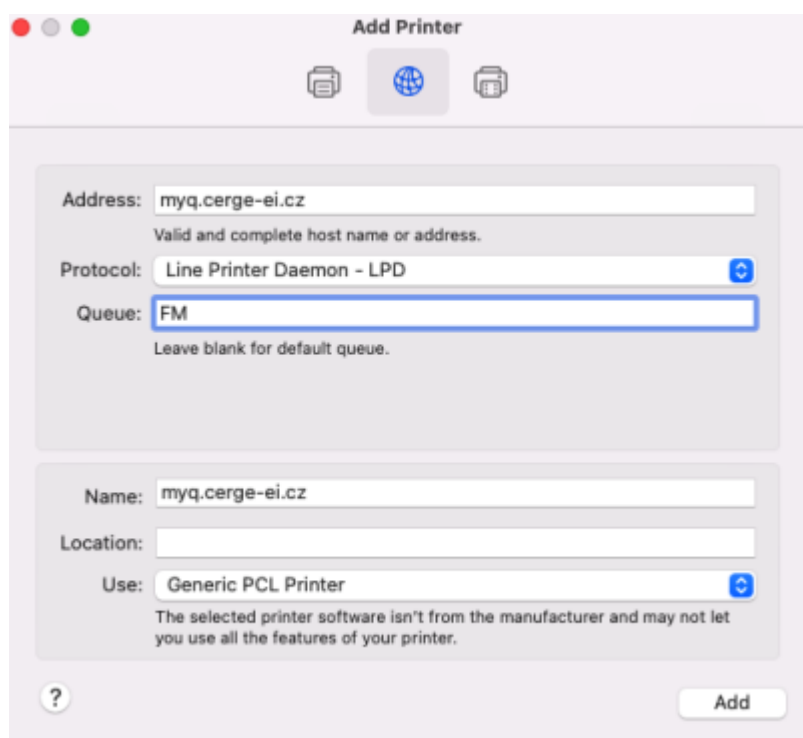 Add Printer
Address: myq.cerge-ei.cz
Valid and complete host name or address.
Protocol: Line Printer Daemon - LPD
Queue: FM
Leave blank for default queue.
Name: myq.cerge-ei.cz
Location:
Use: Generic PCL Printer
The selected printer software isn"t from the manufacturer and may not let
you use all the features of your printer.
?
Add